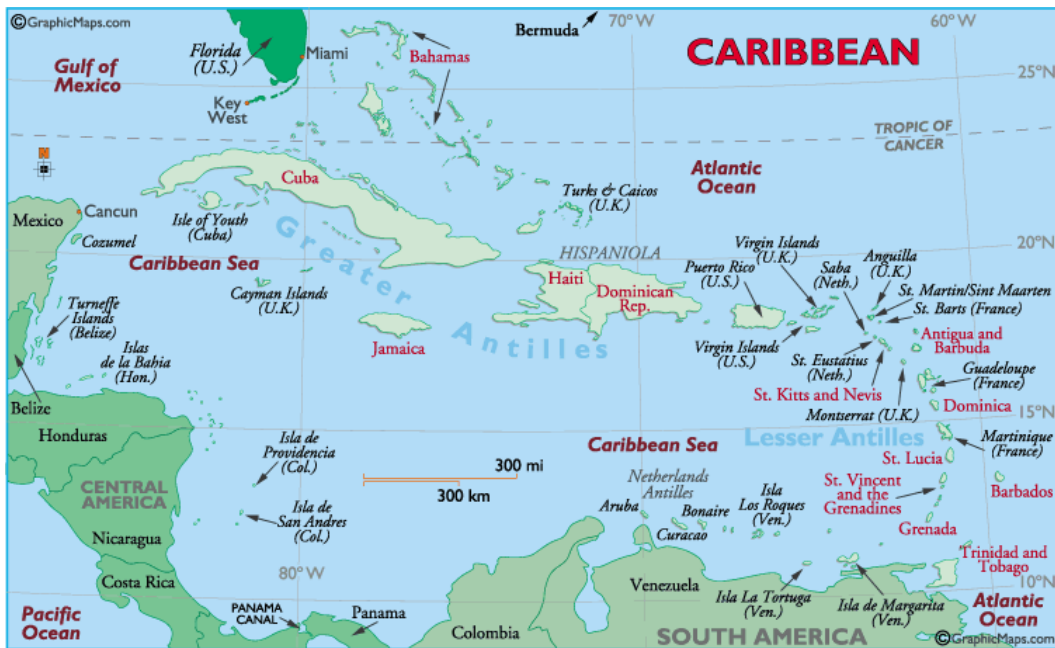 ©GraphicMaps.com
Bermuda
70°W
60°W
CARIBBEAN
Florida
(U.S.)
Miami
Bahamas
Gulf of
Mexico
25°N
Key
West
TROPIC OF
CANCER
Atlantic
Ocean
Cuba
Turks & Caicos
(U.K.)
Mexico
Cancun
Isle of Youth
(Cuba)
Cozumel
Greater
Antilles
HISPANIOLA
20°N
Caribbean Sea
Virgin Islands
(U.K.)
Anguilla
(U.K.)
Saba
(Neth.)
Puerto Rico
(U.S.)
Haiti
Dominican
Rep.
Cayman Islands
(U.K.)
St. Martin/Sint Maarten
St. Barts (France)
Turneffe
Islands
(Belize)
Jamaica
Virgin Islands
(U.S.)
St. Eustatius
(Neth.)
Antigua and
Barbuda
Islas
de la Bahia
(Hon.)
St. Kitts and Nevis
Guadeloupe
(France)
Montserrat (U.K.)
Dominica
Belize
15°N
Honduras
Isla de
Providencia
(Col.)
Caribbean Sea
Lesser Antilles
Martinique
(France)
300 mi
300 km
St. Lucia
CENTRAL
AMERICA
Netherlands
Antilles
Isla
Los Roques
(Ven.)
St. Vincent
and the
Grenadines
Barbados
Aruba
Bonaire
Curacao
Isla de
San Andres
(Col.)
Grenada
Nicaragua
Trinidad and
Tobago
80°W
Costa Rica
Venezuela
10°N
Isla La Tortuga
(Ven.)
Isla de Margarita
(Ven.)
Atlantic
Ocean
Pacific
Ocean
PANAMA
CANAL
Panama
Colombia
SOUTH AMERICA
©GraphicMaps.com